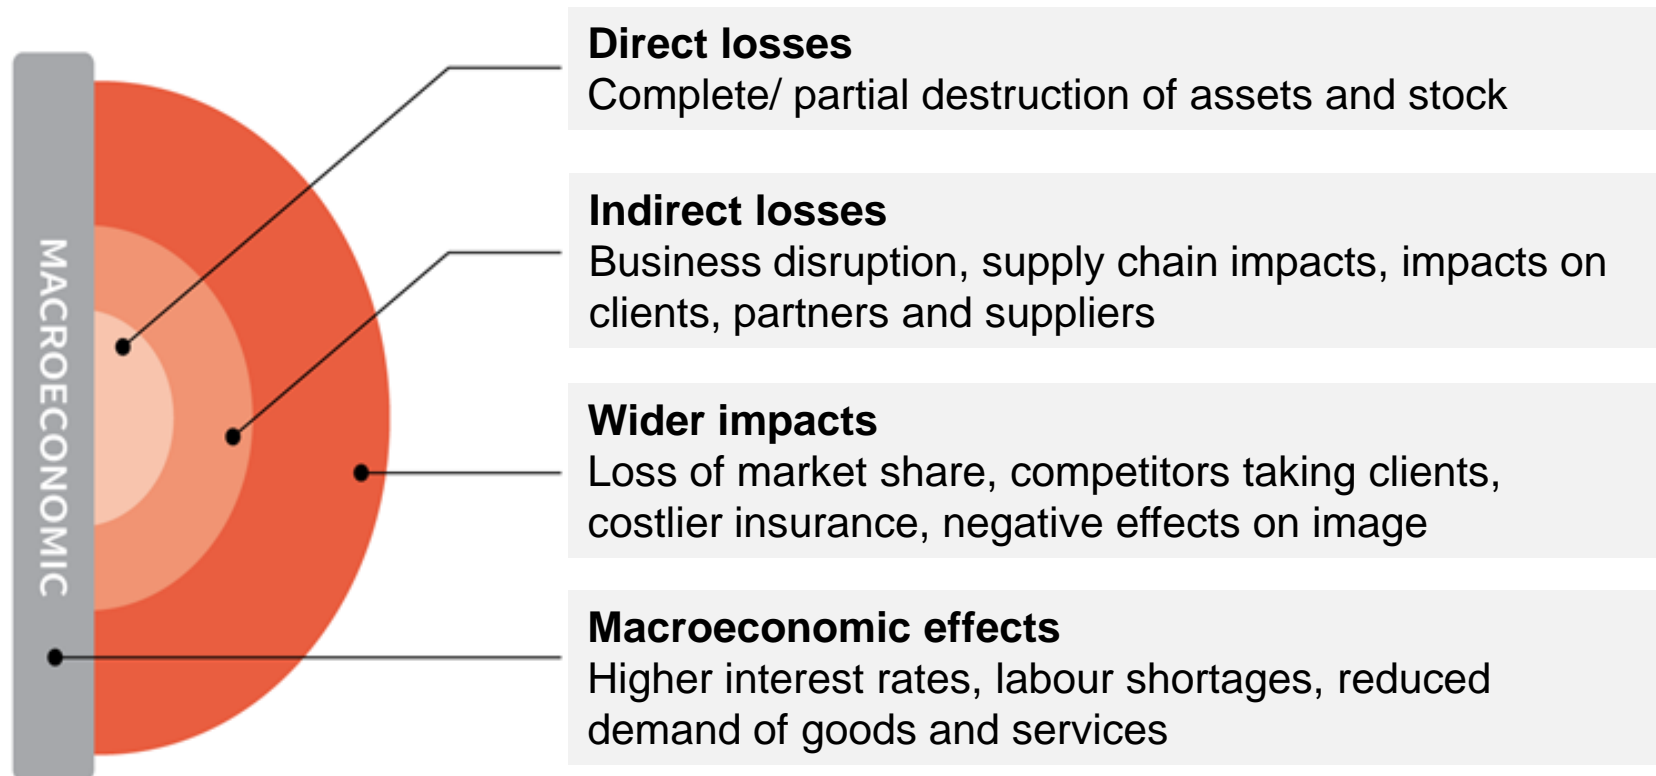 MACROECONOMIC
Direct losses
Complete/ partial destruction of assets and stock
Indirect losses
Business disruption, supply chain impacts, impacts on
clients, partners and suppliers
Wider impacts
Loss of market share, competitors taking clients,
costlier insurance, negative effects on image
Macroeconomic effects
Higher interest rates, labour shortages, reduced
demand of goods and services